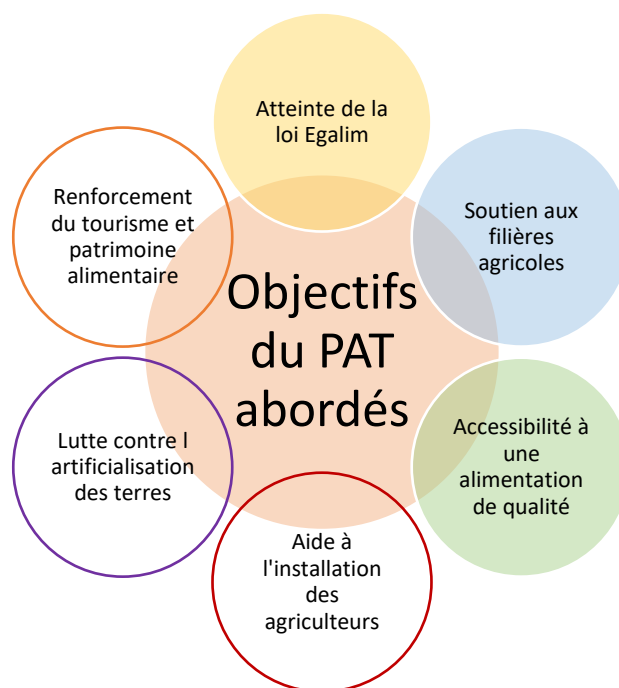 Atteinte de la
loi Egalim
Soutien aux
filières
agricoles
Accessibilité à
une
alimentation
de qualité
Aide à
l'installation
des
agriculteurs
Lutte contre l
artificialisation
des terres
Renforcement
du tourisme et
patrimoine
alimentaire
Objectifs
du PAT
abordés